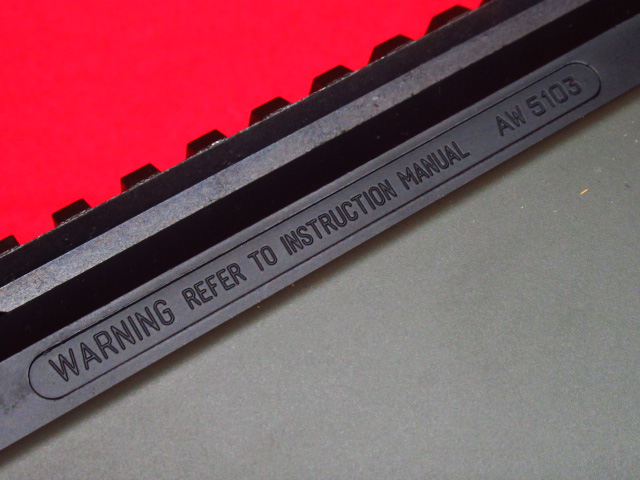 WARNING REFER TO INSTRUCTION MANUAL AW 5103